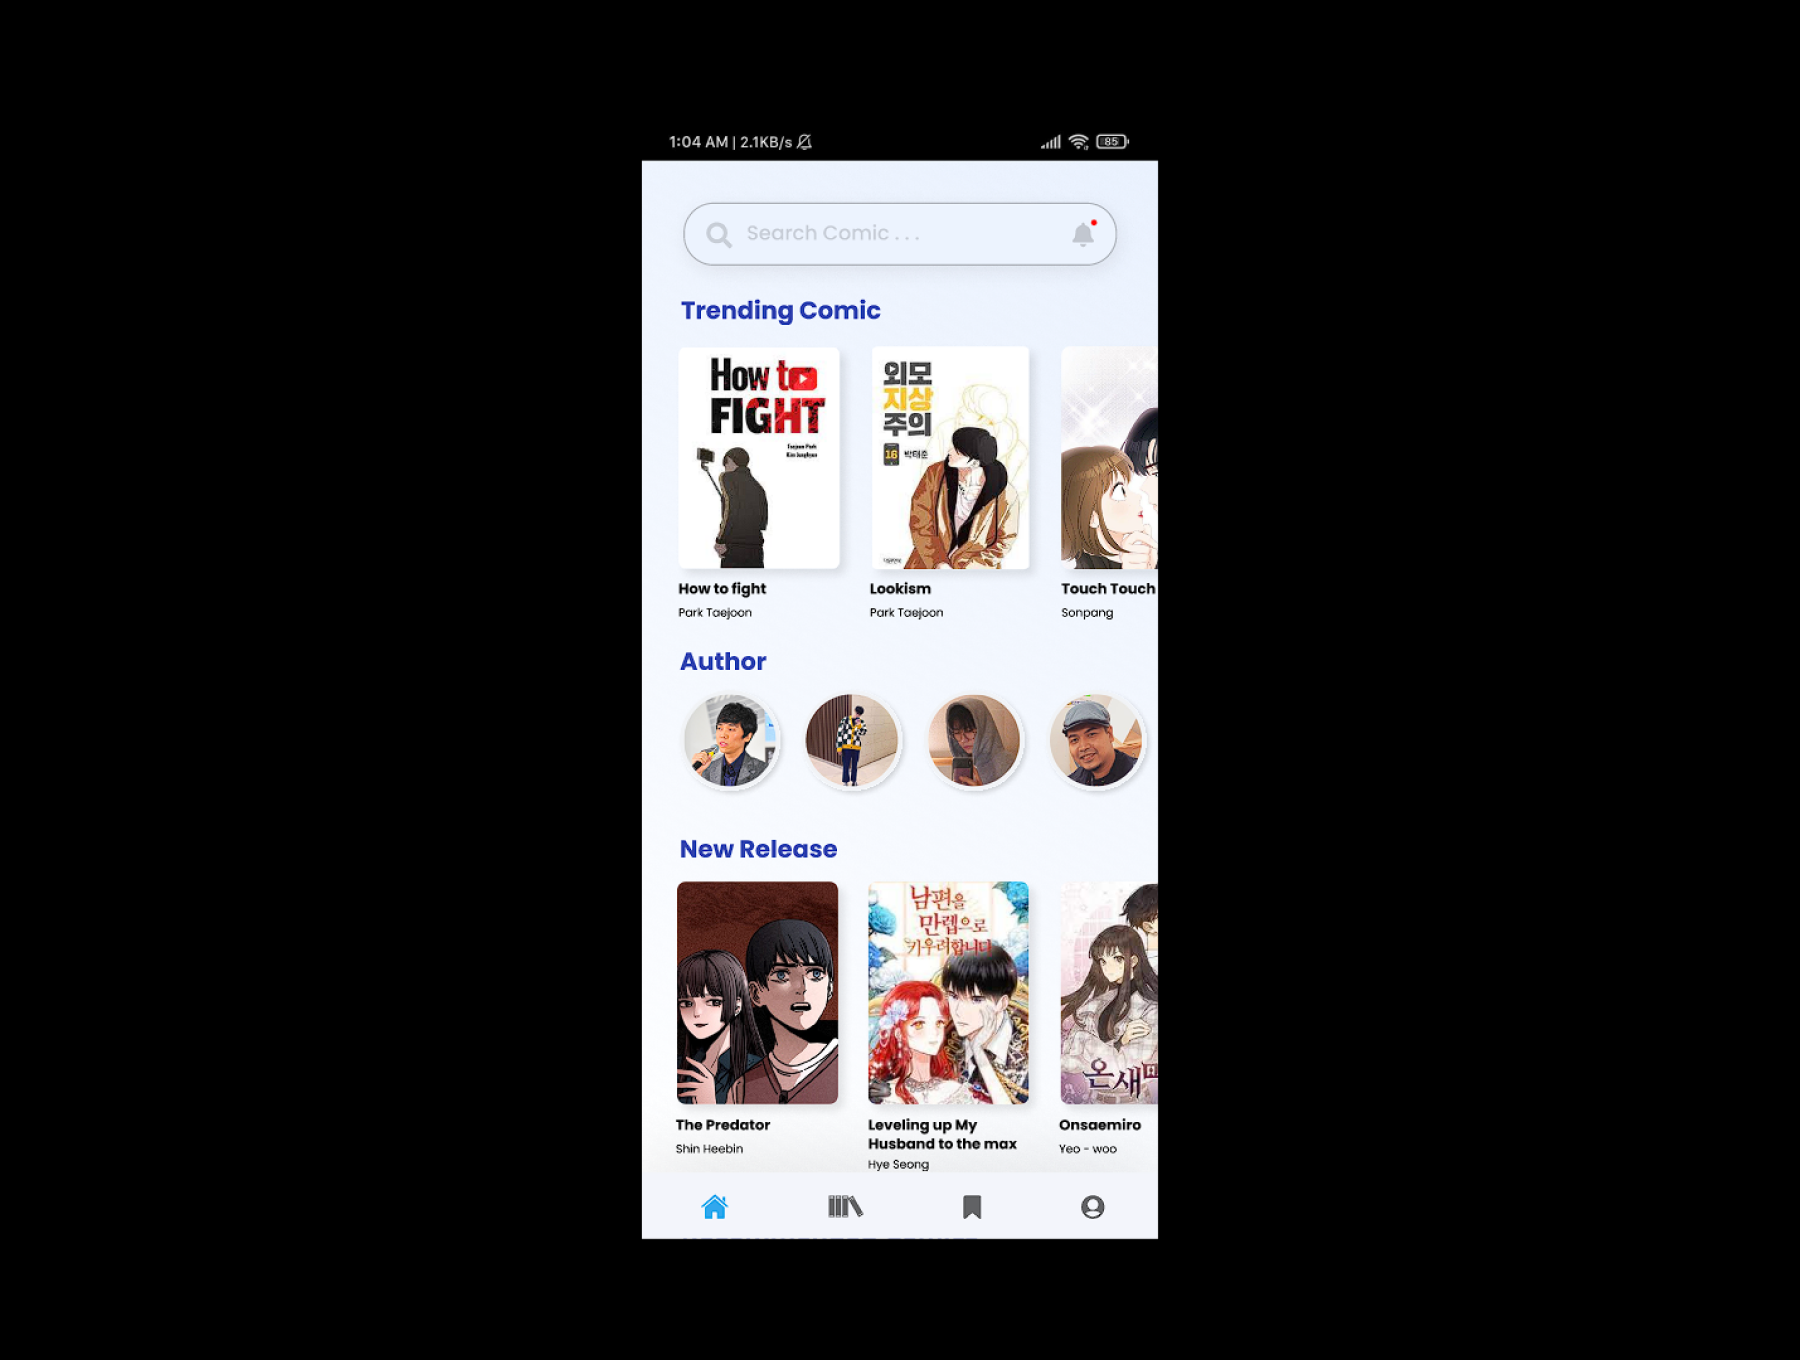 1:04 AM | 2.1KB/s
85
Search Comic . . .
Trending Comic
How to
FIGHT
Taejoon Park
Kim Junghyun
외모
지상
주의
16 박태준
How to fight
Park Taejoon
Lookism
Park Taejoon
Touch Touch
Sonpang
Author
New Release
남편을
만렙으로
키우려합니다
온새미
The Predator
Shin Heebin
Leveling up My
Husband to the max
Hye Seong
Onsaemiro
Yeo - woo